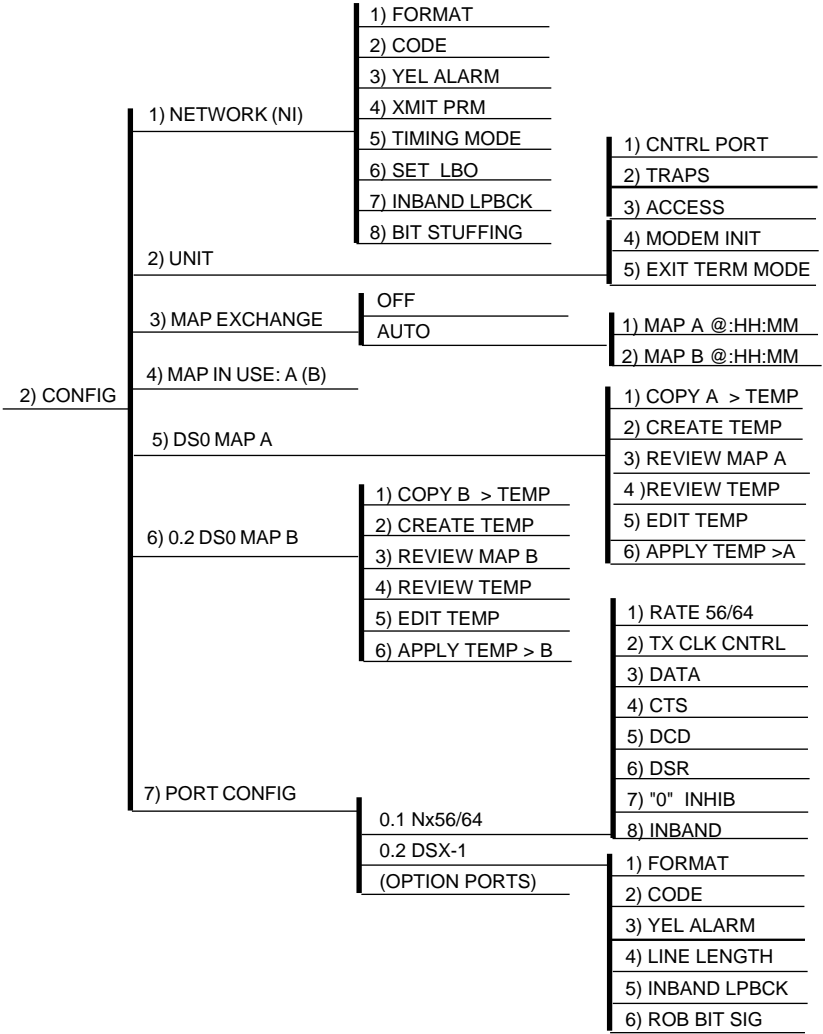 2) CONFIG
1) NETWORK (NI)
1) FORMAT
2) CODE
3) YEL ALARM
4) XMIT PRM
5) TIMING MODE
6) SET LBO
7) INBAND LPBCK
8) BIT STUFFING
2) UNIT
1) CNTRL PORT
2) TRAPS
3) ACCESS
4) MODEM INIT
5) EXIT TERM MODE
3) MAP EXCHANGE
OFF
AUTO
1) MAP A @:HH:MM
2) MAP B @:HH:MM
4) MAP IN USE: A (B)
5) DS0 MAP A
1) COPY A > TEMP
2) CREATE TEMP
3) REVIEW MAP A
4 )REVIEW TEMP
5) EDIT TEMP
6) APPLY TEMP >A
6) 0.2 DS0 MAP B
1) COPY B > TEMP
2) CREATE TEMP
3) REVIEW MAP B
4) REVIEW TEMP
5) EDIT TEMP
6) APPLY TEMP > B
7) PORT CONFIG
0.1 Nx56/64
1) RATE 56/64
2) TX CLK CNTRL
3) DATA
4) CTS
5) DCD
6) DSR
7) "0" INHIB
8) INBAND
0.2 DSX-1
(OPTION PORTS)
1) FORMAT
2) CODE
3) YEL ALARM
4) LINE LENGTH
5) INBAND LPBCK
6) ROB BIT SIG